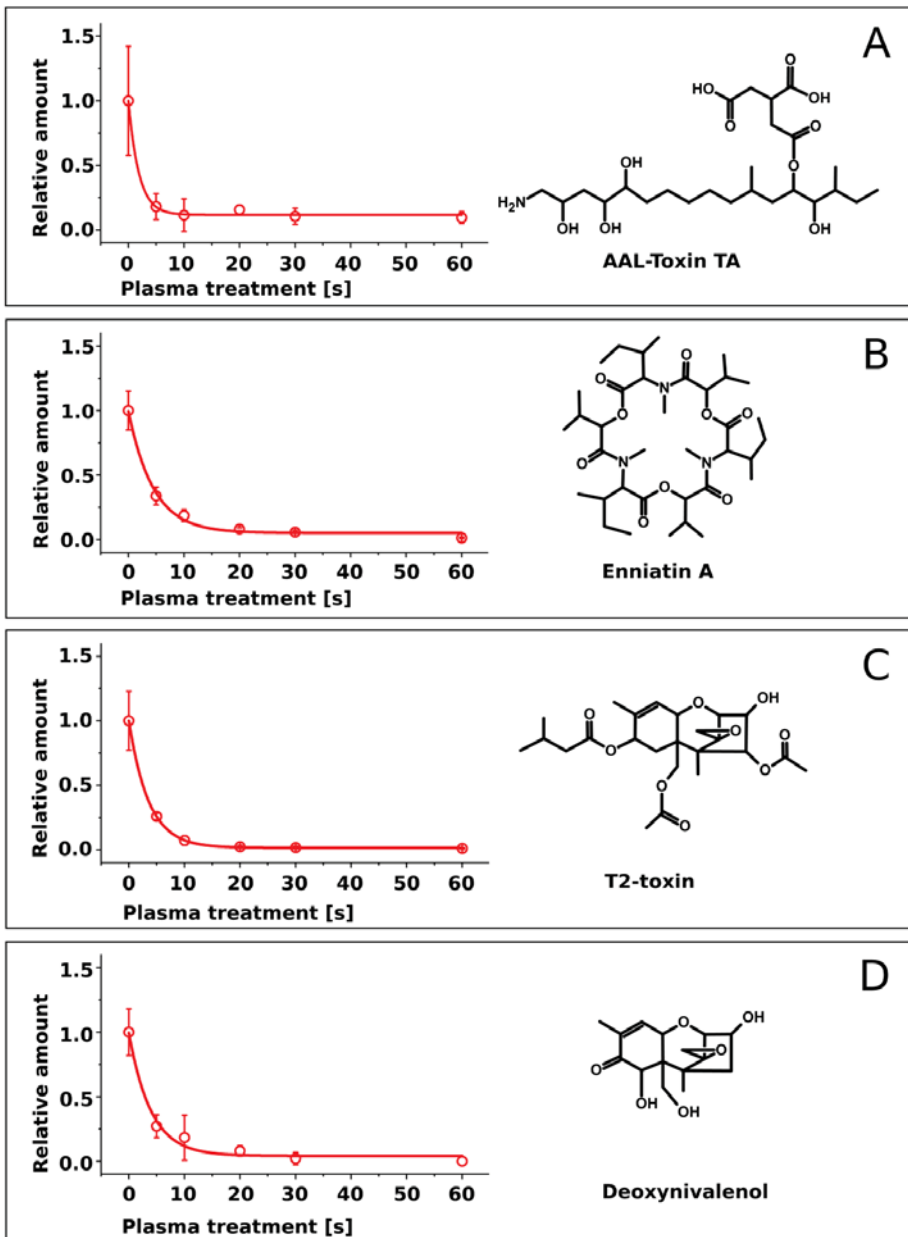 A
1.5
1.0
0.5
0.0
Relative amount
0 10 20 30 40 50 60
Plasma treatment [s]
O
O
HO
OH
O
O
O
OH
H₂N
OH
OH
OH
AAL-Toxin TA
B
1.5
1.0
0.5
0.0
Relative amount
0 10 20 30 40 50 60
Plasma treatment [s]
O
O
N
O
O
O
O
N
N
O
O
O
O
Enniatin A
C
1.5
1.0
0.5
0.0
Relative amount
0 10 20 30 40 50 60
Plasma treatment [s]
O
O
O
OH
O
O
O
O
O
T2-toxin
D
1.5
1.0
0.5
0.0
Relative amount
0 10 20 30 40 50 60
Plasma treatment [s]
O
OH
O
O
OH
OH
Deoxynivalenol